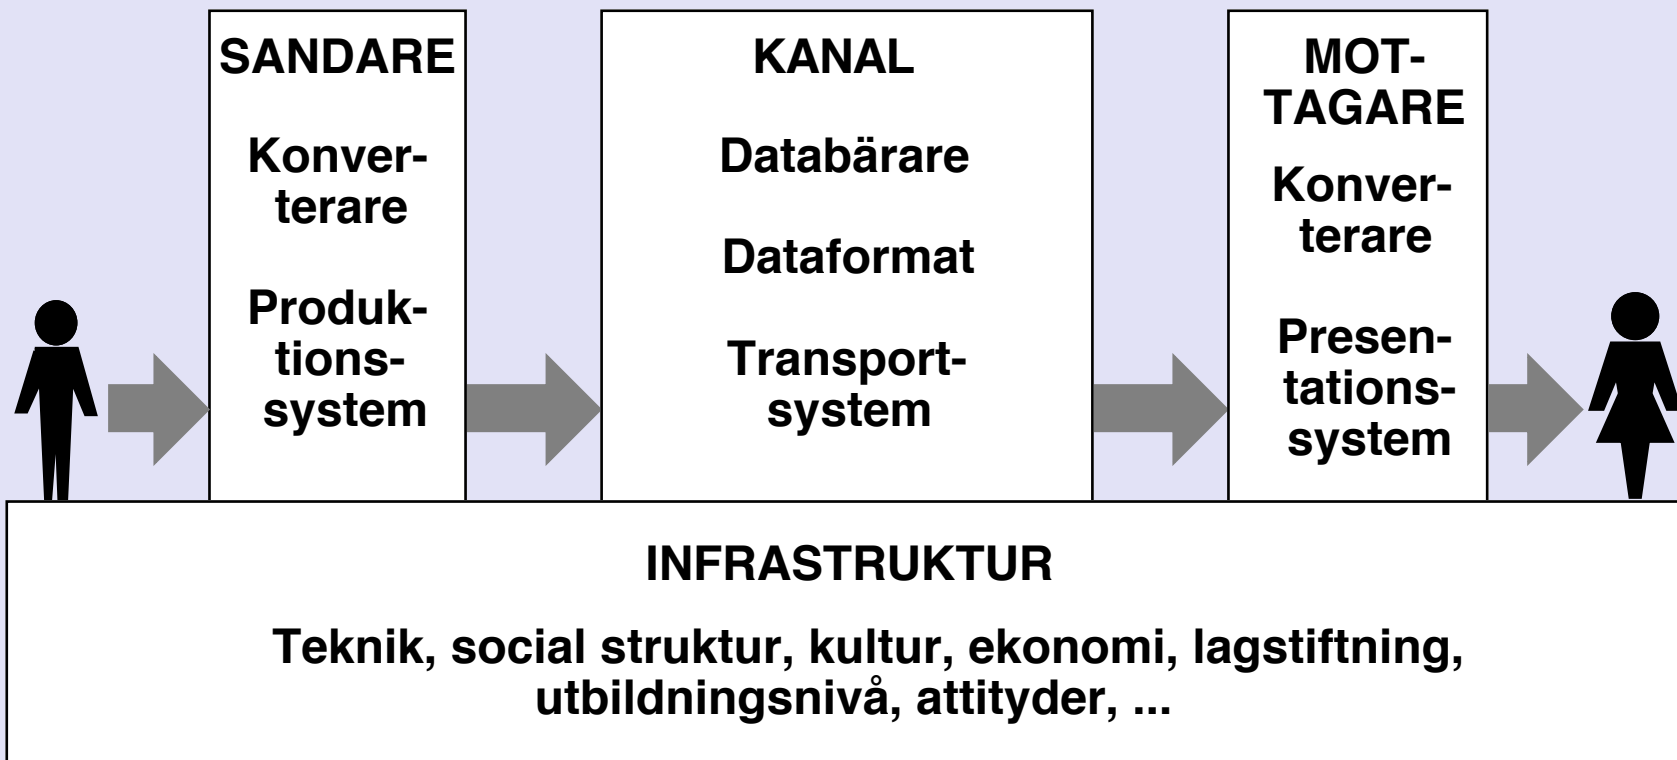 SANDARE
Konver-
terare
Produk-
tions-
system
KANAL
Databärare
Dataformat
Transport-
system
MOT-
TAGARE
Konver-
terare
Presen-
tations-
system
INFRASTRUKTUR
Teknik, social struktur, kultur, ekonomi, lagstiftning,
utbildningsnivå, attityder, ...